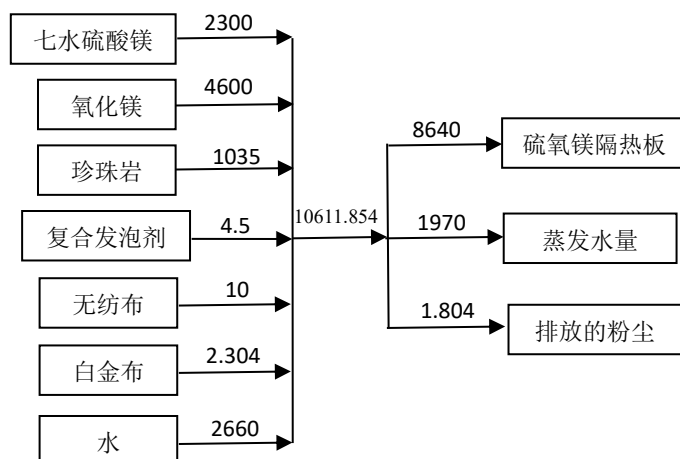 七水硫酸镁
2300
氧化镁
4600
珍珠岩
1035
复合发泡剂
4.5
无纺布
10
白金布
2.304
水
2660
10611.854
8640
硫氧镁隔热板
1970
蒸发水量
1.804
排放的粉尘